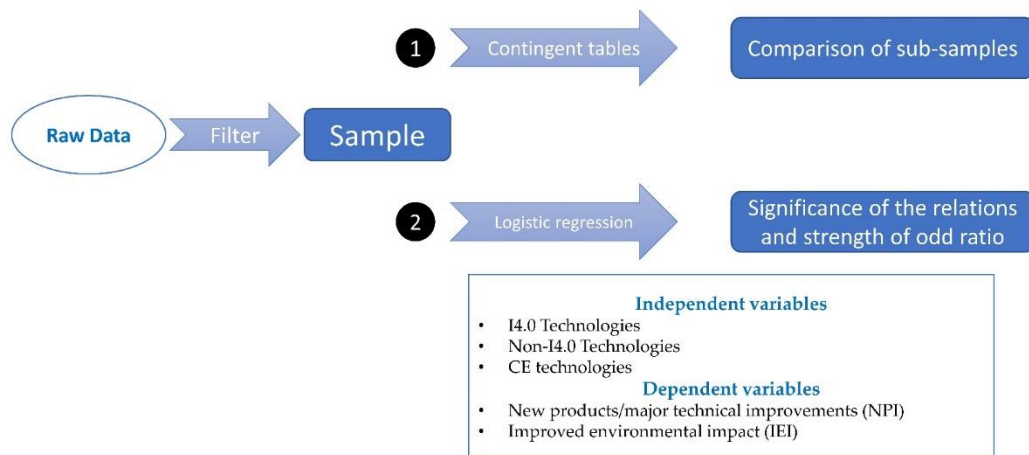 1
Contingent tables
Comparison of sub-samples
Raw Data
Filter
Sample
2
Logistic regression
Significance of the relations
and strength of odd ratio
Independent variables
• I4.0 Technologies
• Non-I4.0 Technologies
• CE technologies
Dependent variables
• New products/major technical improvements (NPI)
• Improved environmental impact (IEI)